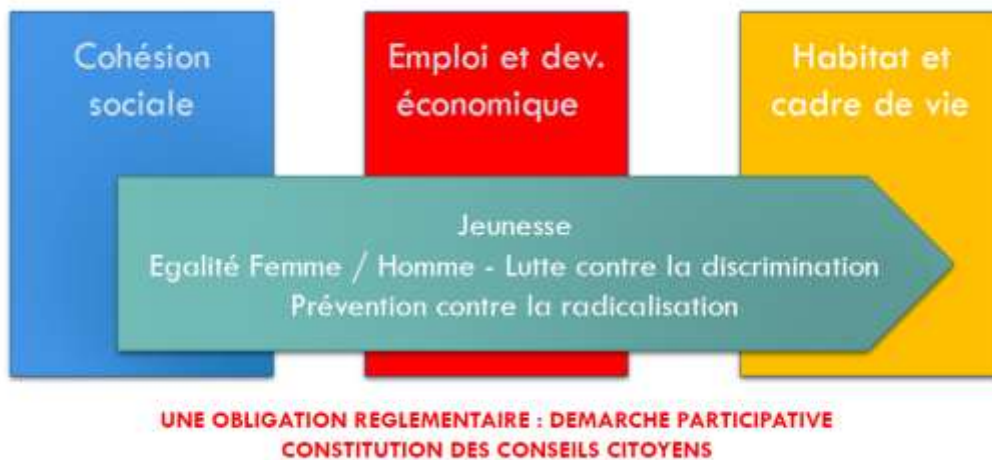 Cohésion
sociale
Emploi et dev.
économique
Habitat et
cadre de vie
Jeunesse
Egalité Femme / Homme - Lutte contre la discrimination
Prévention contre la radicalisation
UNE OBLIGATION REGLEMENTAIRE : DEMARCHE PARTICIPATIVE
CONSTITUTION DES CONSEILS CITOYENS